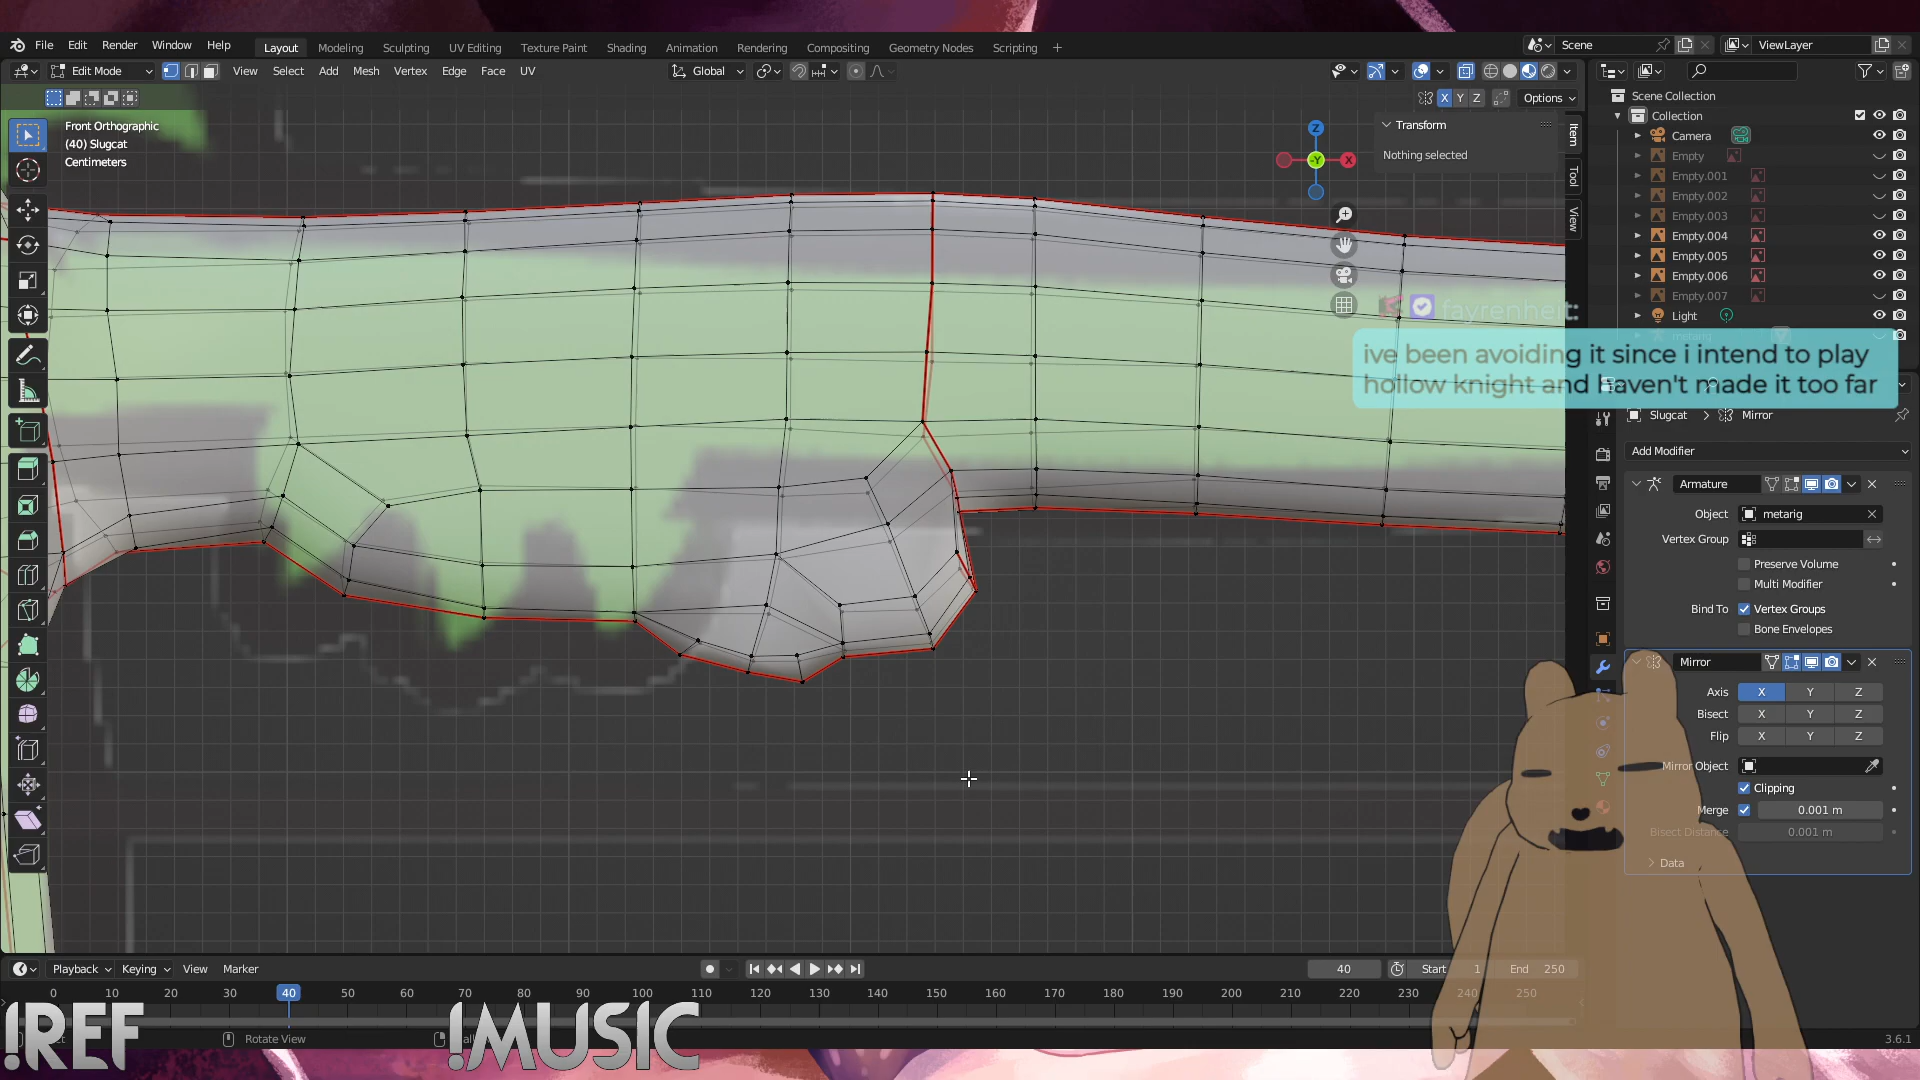 File Edit Render Window Help Layout Modeling Sculpting UV Editing Texture Paint Shading Animation Rendering Compositing Geometry Nodes Scripting + Scene ViewLayer
Edit Mode View Select Add Mesh Vertex Edge Face UV Global
X Y Z Options
Front Orthographic
(40) Slugcat
Centimeters
Z
-Y X
Transform
Nothing selected
Item
Tool
View
Scene Collection
Collection
Camera
Empty
Empty.001
Empty.002
Empty.003
Empty.004
Empty.005
Empty.006
Empty.007
Light
metarig
fayrenheit:
ive been avoiding it since i intend to play
hollow knight and haven't made it too far
Slugcat > Mirror
Add Modifier
Armature
Object metarig
Vertex Group
Preserve Volume
Multi Modifier
Bind To Vertex Groups
Bone Envelopes
Mirror
Axis X Y Z
Bisect X Y Z
Flip X Y Z
Mirror Object
Clipping
Merge 0.001 m
Bisect Distance 0.001 m
Data
Playback Keying View Marker 40 Start 1 End 250
0 10 20 30 40 50 60 70 80 90 100 110 120 130 140 150 160 170 180 190 200 210 220 230 240 250
!REF !MUSIC
Rotate View
3.6.1